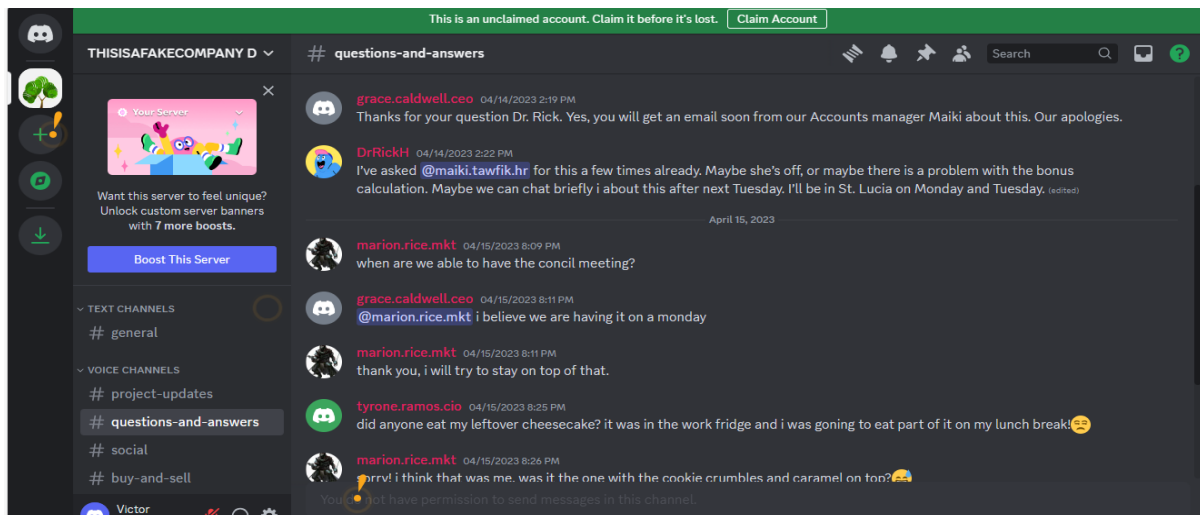 This is an unclaimed account. Claim it before it's lost. Claim Account
THISISAFAKECOMPANY D
# questions-and-answers
Search
Your Server
Want this server to feel unique?
Unlock custom server banners
with 7 more boosts.
Boost This Server
TEXT CHANNELS
# general
VOICE CHANNELS
# project-updates
# questions-and-answers
# social
# buy-and-sell
Victor
grace.caldwell.ceo 04/14/2023 2:19 PM
Thanks for your question Dr. Rick. Yes, you will get an email soon from our Accounts manager Maiki about this. Our apologies.
DrRickH 04/14/2023 2:22 PM
I've asked @maiki.tawfik.hr for this a few times already. Maybe she's off, or maybe there is a problem with the bonus
calculation. Maybe we can chat briefly i about this after next Tuesday. I'll be in St. Lucia on Monday and Tuesday. (edited)
April 15, 2023
marion.rice.mkt 04/15/2023 8:09 PM
when are we able to have the concil meeting?
grace.caldwell.ceo 04/15/2023 8:11 PM
@marion.rice.mkt i believe we are having it on a monday
marion.rice.mkt 04/15/2023 8:11 PM
thank you, i will try to stay on top of that.
tyrone.ramos.cio 04/15/2023 8:25 PM
did anyone eat my leftover cheesecake? it was in the work fridge and i was goning to eat part of it on my lunch break!😒
marion.rice.mkt 04/15/2023 8:26 PM
sorry! i think that was me. was it the one with the cookie crumbles and caramel on top?😅
You do not have permission to send messages in this channel.